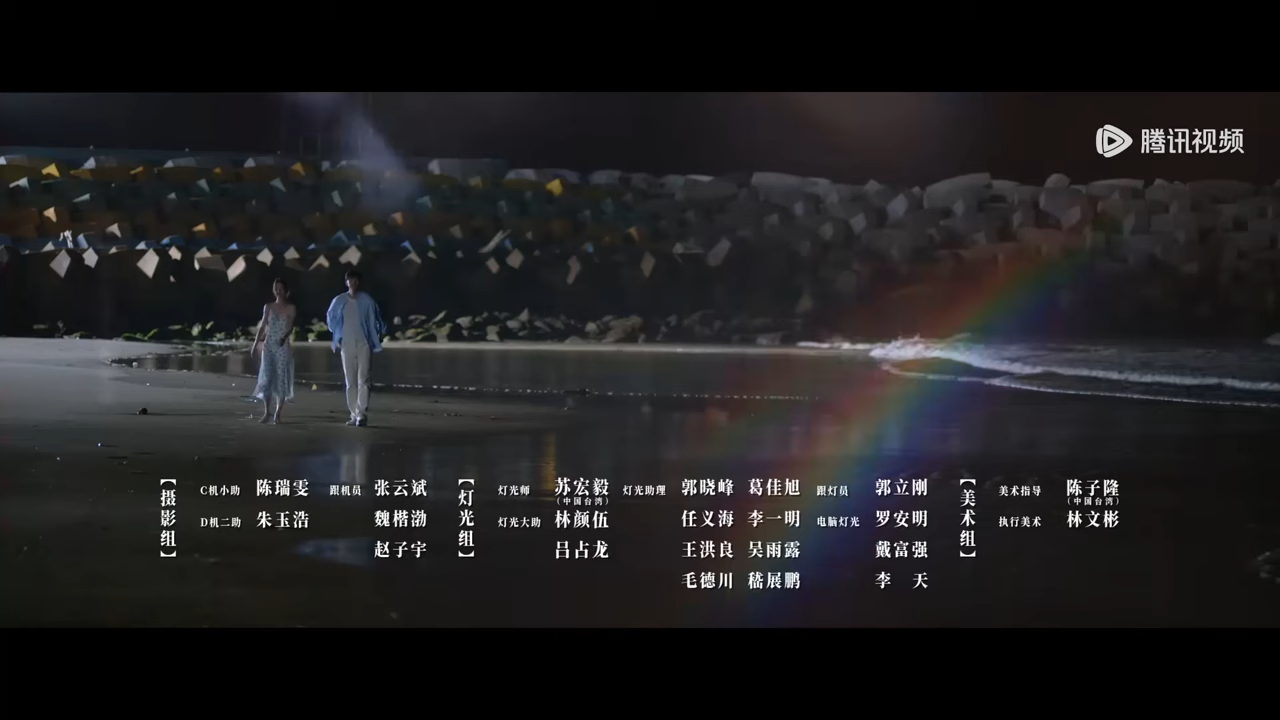 腾讯视频
【摄影组】
C机小助 陈瑞雯 跟机员 张云斌
D机二助 朱玉浩 魏楷渤
赵子宇
【灯光组】
灯光师 苏宏毅 灯光助理 郭晓峰 葛佳旭 跟灯员 郭立刚
(中国台湾)
灯光大助 林颜伍 任义海 李一明 电脑灯光 罗安明
吕占龙 王洪良 吴雨露 戴富强
毛德川 嵇展鹏 李 天
【美术组】
美术指导 陈子隆
(中国台湾)
执行美术 林文彬